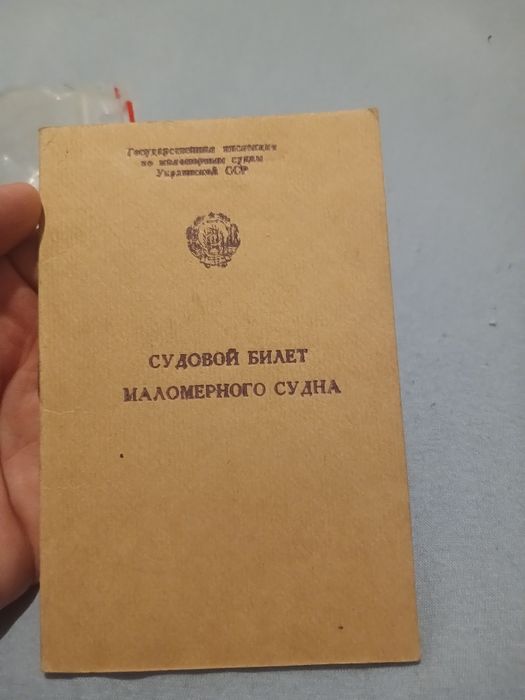 Государственная инспекция
по маломерным судам
Украинской ССР
СУДОВОЙ БИЛЕТ
МАЛОМЕРНОГО СУДНА